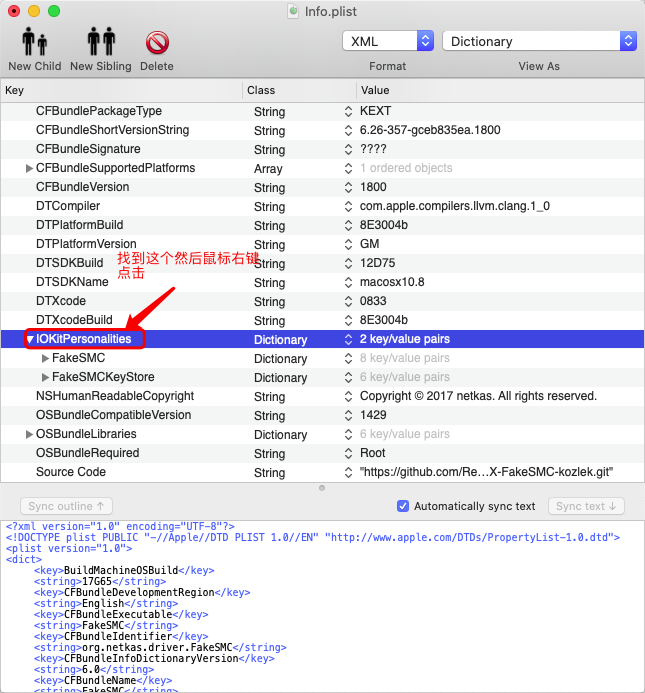 Info.plist
New Child New Sibling Delete
XML Dictionary
Format View As
Key Class Value
CFBundlePackageType String KEXT
CFBundleShortVersionString String 6.26-357-gceb835ea.1800
CFBundleSignature String ????
CFBundleSupportedPlatforms Array 1 ordered objects
CFBundleVersion String 1800
DTCompiler String com.apple.compilers.llvm.clang.1_0
DTPlatformBuild String 8E3004b
DTPlatformVersion String GM
DTSDKBuild 找到这个然后鼠标右键 String 12D75
点击
DTSDKName String macosx10.8
DTXcode String 0833
DTXcodeBuild String 8E3004b
IOKitPersonalities Dictionary 2 key/value pairs
FakeSMC Dictionary 8 key/value pairs
FakeSMCKeyStore Dictionary 6 key/value pairs
NSHumanReadableCopyright String Copyright © 2017 netkas. All rights reserved.
OSBundleCompatibleVersion String 1429
OSBundleLibraries Dictionary 6 key/value pairs
OSBundleRequired String Root
Source Code String "https://github.com/Re…X-FakeSMC-kozlek.git"
Sync outline ↑ Automatically sync text Sync text ↓
<?xml version="1.0" encoding="UTF-8"?>
<!DOCTYPE plist PUBLIC "-//Apple//DTD PLIST 1.0//EN" "http://www.apple.com/DTDs/PropertyList-1.0.dtd">
<plist version="1.0">
<dict>
<key>BuildMachineOSBuild</key>
<string>17G65</string>
<key>CFBundleDevelopmentRegion</key>
<string>English</string>
<key>CFBundleExecutable</key>
<string>FakeSMC</string>
<key>CFBundleIdentifier</key>
<string>org.netkas.driver.FakeSMC</string>
<key>CFBundleInfoDictionaryVersion</key>
<string>6.0</string>
<key>CFBundleName</key>
<string>FakeSMC</string>